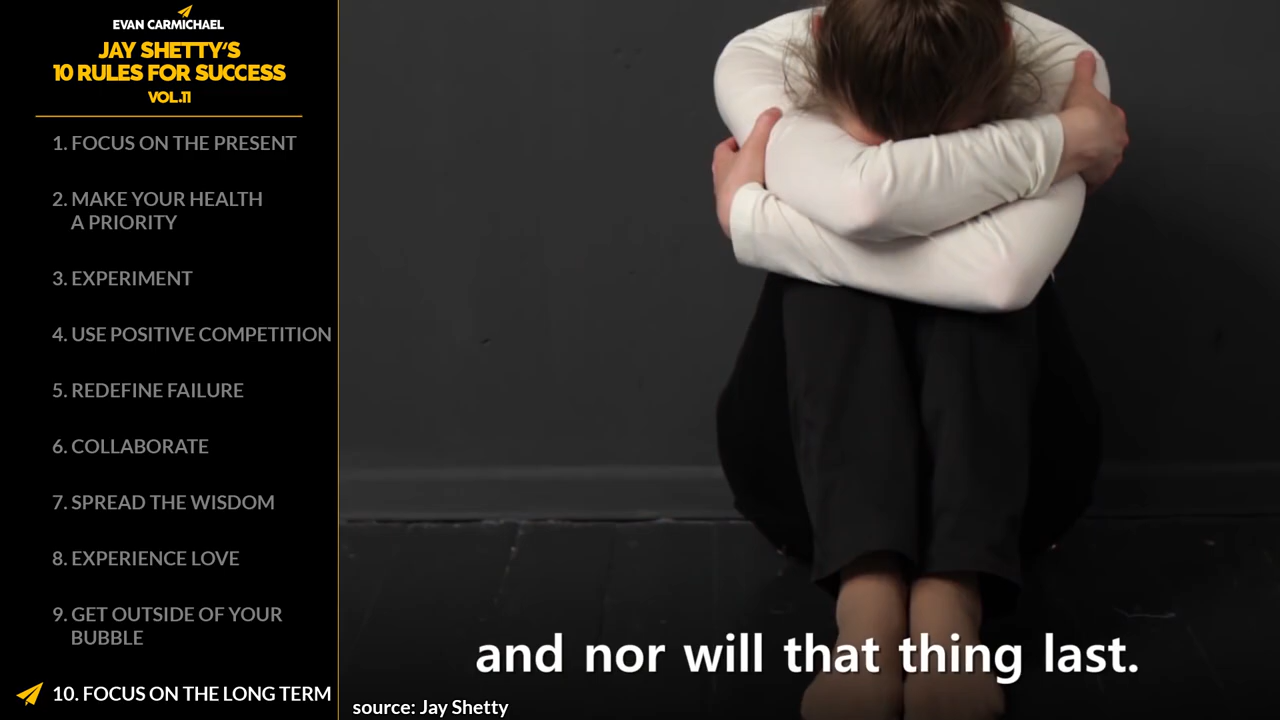 EVAN CARMICHAEL
JAY SHETTY'S
10 RULES FOR SUCCESS
VOL.11
1. FOCUS ON THE PRESENT
2. MAKE YOUR HEALTH
A PRIORITY
3. EXPERIMENT
4. USE POSITIVE COMPETITION
5. REDEFINE FAILURE
6. COLLABORATE
7. SPREAD THE WISDOM
8. EXPERIENCE LOVE
9. GET OUTSIDE OF YOUR
BUBBLE
10. FOCUS ON THE LONG TERM
and nor will that thing last.
source: Jay Shetty